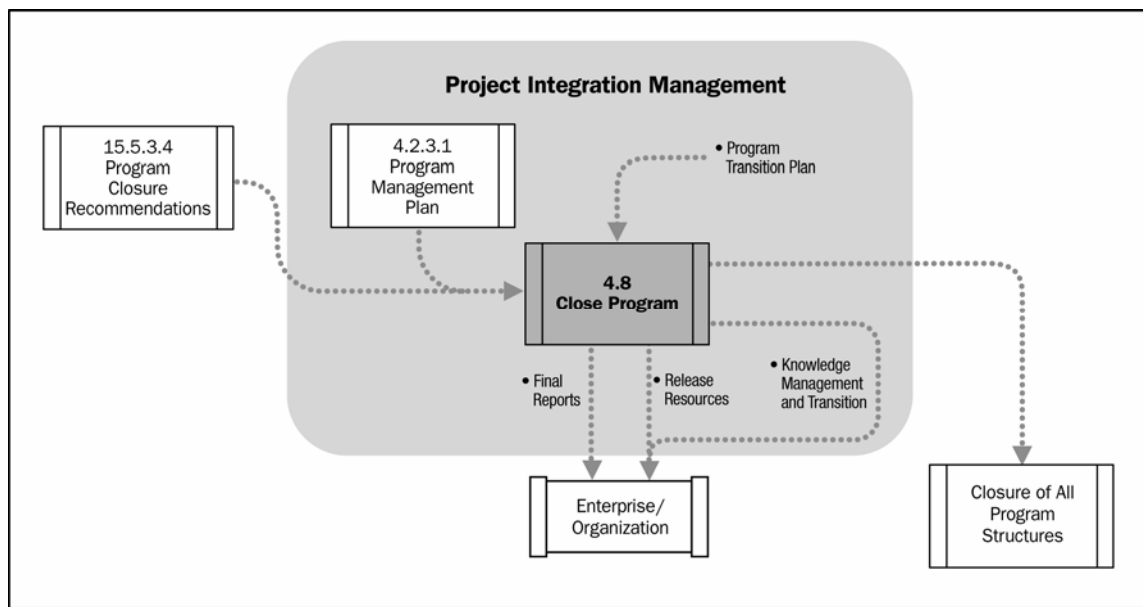 Project Integration Management
15.5.3.4
Program
Closure
Recommendations
4.2.3.1
Program
Management
Plan
• Program
Transition Plan
4.8
Close Program
• Final
Reports
• Release
Resources
• Knowledge
Management
and Transition
Enterprise/
Organization
Closure of All
Program
Structures